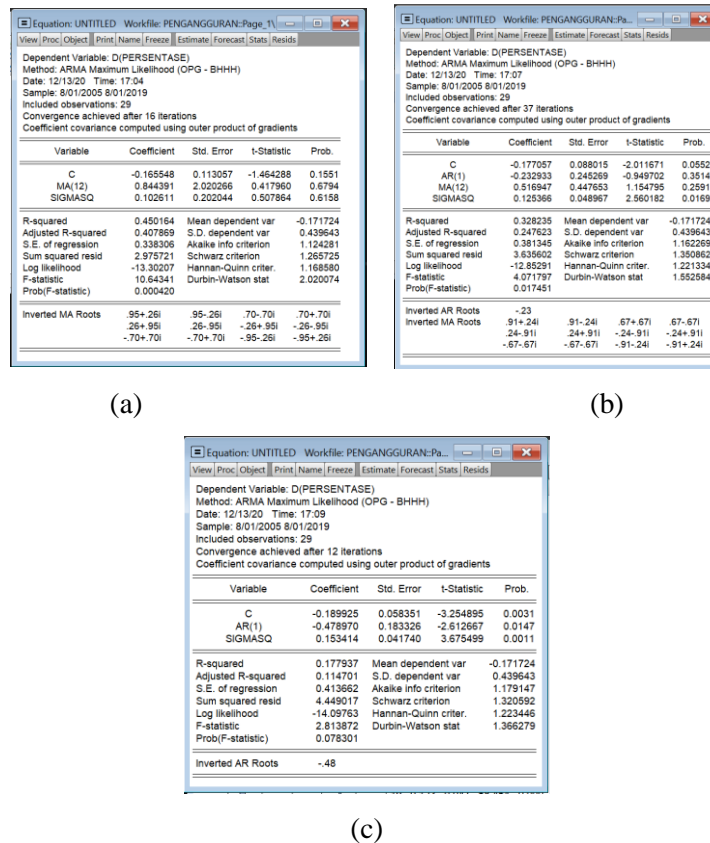 Equation: UNTITLED Workfile: PENGANGGURAN::Page_1\
View Proc Object Print Name Freeze Estimate Forecast Stats Resids
Dependent Variable: D(PERSENTASE)
Method: ARMA Maximum Likelihood (OPG - BHHH)
Date: 12/13/20 Time: 17:04
Sample: 8/01/2005 8/01/2019
Included observations: 29
Convergence achieved after 16 iterations
Coefficient covariance computed using outer product of gradients
Variable Coefficient Std. Error t-Statistic Prob.
C -0.165548 0.113057 -1.464288 0.1551
MA(12) 0.844391 2.020266 0.417960 0.6794
SIGMASQ 0.102611 0.202044 0.507864 0.6158
R-squared 0.450164 Mean dependent var -0.171724
Adjusted R-squared 0.407869 S.D. dependent var 0.439643
S.E. of regression 0.338306 Akaike info criterion 1.124281
Sum squared resid 2.975721 Schwarz criterion 1.265725
Log likelihood -13.30207 Hannan-Quinn criter. 1.168580
F-statistic 10.64341 Durbin-Watson stat 2.020074
Prob(F-statistic) 0.000420
Inverted MA Roots .95+.26i .95-.26i .70-.70i .70+.70i
.26+.95i .26-.95i -.26+.95i -.26-.95i
-.70+.70i -.70+.70i -.95-.26i -.95+.26i
(a)
Equation: UNTITLED Workfile: PENGANGGURAN::Pa...
View Proc Object Print Name Freeze Estimate Forecast Stats Resids
Dependent Variable: D(PERSENTASE)
Method: ARMA Maximum Likelihood (OPG - BHHH)
Date: 12/13/20 Time: 17:07
Sample: 8/01/2005 8/01/2019
Included observations: 29
Convergence achieved after 37 iterations
Coefficient covariance computed using outer product of gradients
Variable Coefficient Std. Error t-Statistic Prob.
C -0.177057 0.088015 -2.011671 0.0552
AR(1) -0.232933 0.245269 -0.949702 0.3514
MA(12) 0.516947 0.447653 1.154795 0.2591
SIGMASQ 0.125366 0.048967 2.560182 0.0169
R-squared 0.328235 Mean dependent var -0.171724
Adjusted R-squared 0.247623 S.D. dependent var 0.439643
S.E. of regression 0.381345 Akaike info criterion 1.162269
Sum squared resid 3.635602 Schwarz criterion 1.350862
Log likelihood -12.85291 Hannan-Quinn criter. 1.221334
F-statistic 4.071797 Durbin-Watson stat 1.552584
Prob(F-statistic) 0.017451
Inverted AR Roots -.23
Inverted MA Roots .91+.24i .91-.24i .67+.67i .67-.67i
.24-.91i .24+.91i -.24-.91i -.24+.91i
-.67-.67i -.67-.67i -.91-.24i -.91+.24i
(b)
Equation: UNTITLED Workfile: PENGANGGURAN::Pa...
View Proc Object Print Name Freeze Estimate Forecast Stats Resids
Dependent Variable: D(PERSENTASE)
Method: ARMA Maximum Likelihood (OPG - BHHH)
Date: 12/13/20 Time: 17:09
Sample: 8/01/2005 8/01/2019
Included observations: 29
Convergence achieved after 12 iterations
Coefficient covariance computed using outer product of gradients
Variable Coefficient Std. Error t-Statistic Prob.
C -0.189925 0.058351 -3.254895 0.0031
AR(1) -0.478970 0.183326 -2.612667 0.0147
SIGMASQ 0.153414 0.041740 3.675499 0.0011
R-squared 0.177937 Mean dependent var -0.171724
Adjusted R-squared 0.114701 S.D. dependent var 0.439643
S.E. of regression 0.413662 Akaike info criterion 1.179147
Sum squared resid 4.449017 Schwarz criterion 1.320592
Log likelihood -14.09763 Hannan-Quinn criter. 1.223446
F-statistic 2.813872 Durbin-Watson stat 1.366279
Prob(F-statistic) 0.078301
Inverted AR Roots -.48
(c)